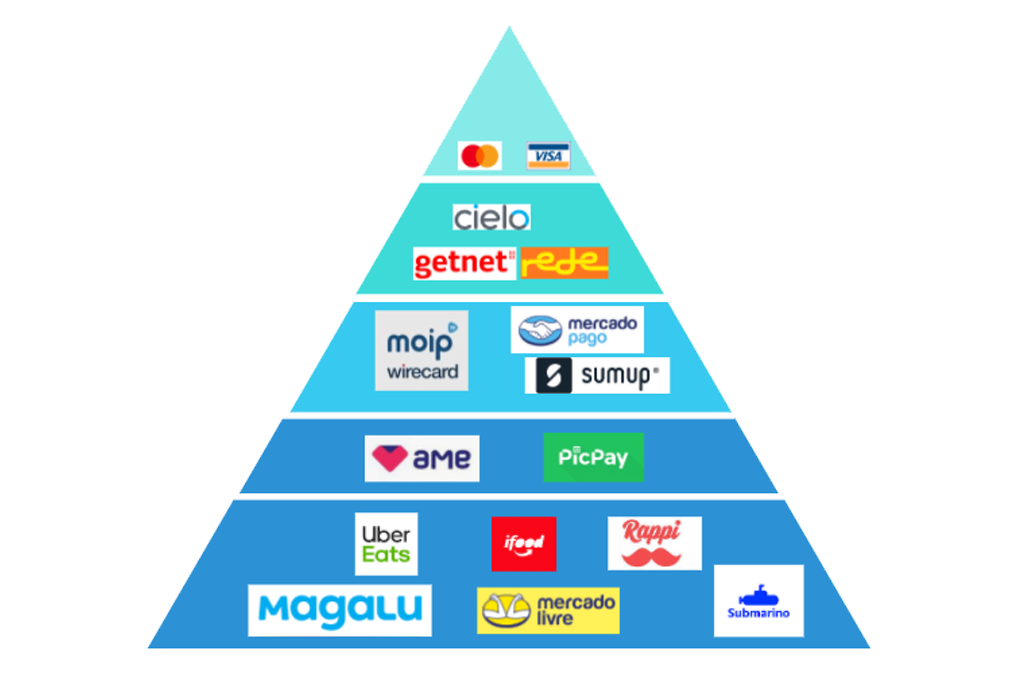 VISA
cielo
getnet
rede
moip
wirecard
mercado
pago
sumup®
ame
PicPay
Uber
Eats
ifood
Rappi
Magalu
mercado
livre
Submarino